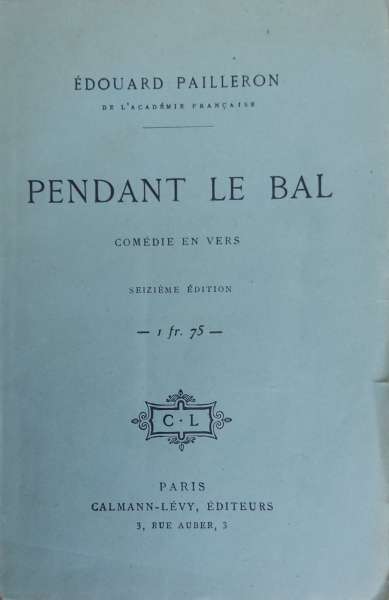 ÉDOUARD PAILLERON
DE L'ACADÉMIE FRANÇAISE
PENDANT LE BAL
COMÉDIE EN VERS
SEIZIÈME ÉDITION
— 1 fr. 75 —
C · L
PARIS
CALMANN-LÉVY, ÉDITEURS
3, RUE AUBER, 3